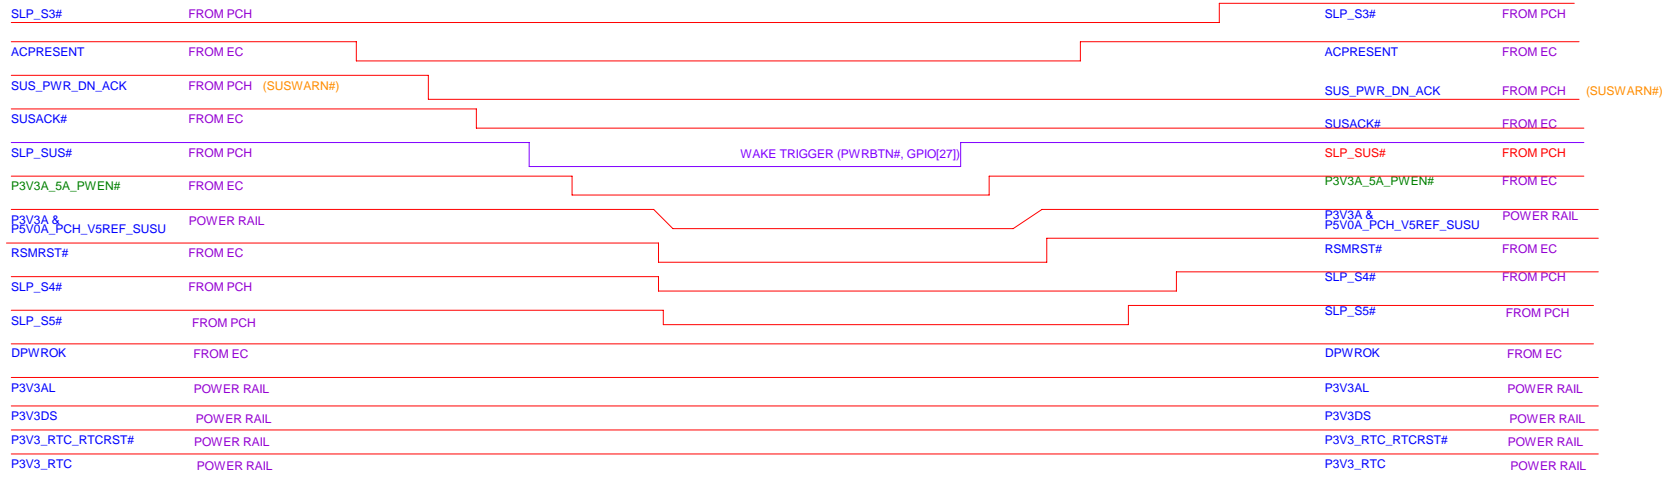 SLP_S3# FROM PCH SLP_S3# FROM PCH
ACPRESENT FROM EC ACPRESENT FROM EC
SUS_PWR_DN_ACK FROM PCH (SUSWARN#) SUS_PWR_DN_ACK FROM PCH (SUSWARN#)
SUSACK# FROM EC SUSACK# FROM EC
SLP_SUS# FROM PCH WAKE TRIGGER (PWRBTN#, GPIO[27]) SLP_SUS# FROM PCH
P3V3A_5A_PWEN# FROM EC P3V3A_5A_PWEN# FROM EC
P3V3A & P3V3A &
P5V0A_PCH_V5REF_SUSU POWER RAIL P5V0A_PCH_V5REF_SUSU POWER RAIL
RSMRST# FROM EC RSMRST# FROM EC
SLP_S4# FROM PCH SLP_S4# FROM PCH
SLP_S5# FROM PCH SLP_S5# FROM PCH
DPWROK FROM EC DPWROK FROM EC
P3V3AL POWER RAIL P3V3AL POWER RAIL
P3V3DS POWER RAIL P3V3DS POWER RAIL
P3V3_RTC_RTCRST# POWER RAIL P3V3_RTC_RTCRST# POWER RAIL
P3V3_RTC POWER RAIL P3V3_RTC POWER RAIL